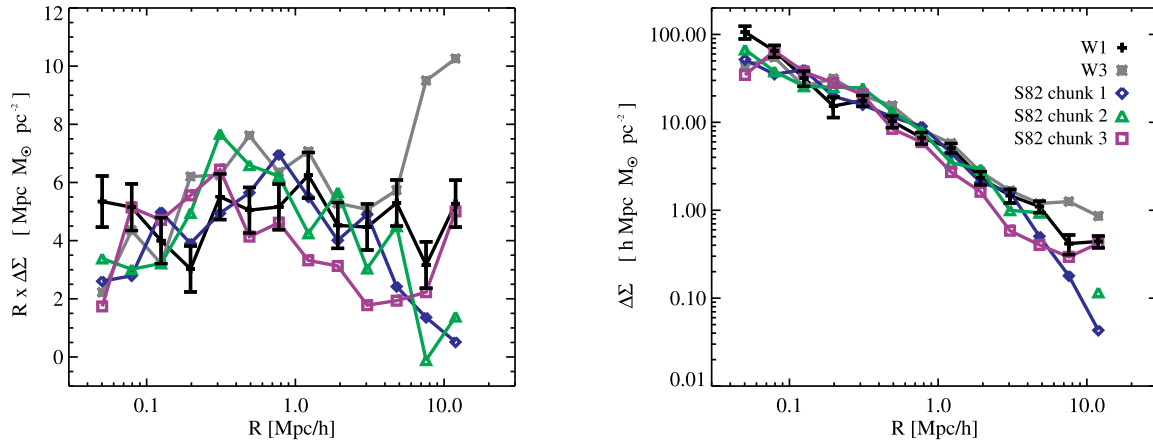 12
10
8
6
4
2
0
R x ΔΣ [ Mpc M☉ pc⁻² ]
0.1 1.0 10.0
R [Mpc/h]
100.00
10.00
1.00
0.10
0.01
ΔΣ [ h Mpc M☉ pc⁻² ]
W1
W3
S82 chunk 1
S82 chunk 2
S82 chunk 3
0.1 1.0 10.0
R [Mpc/h]